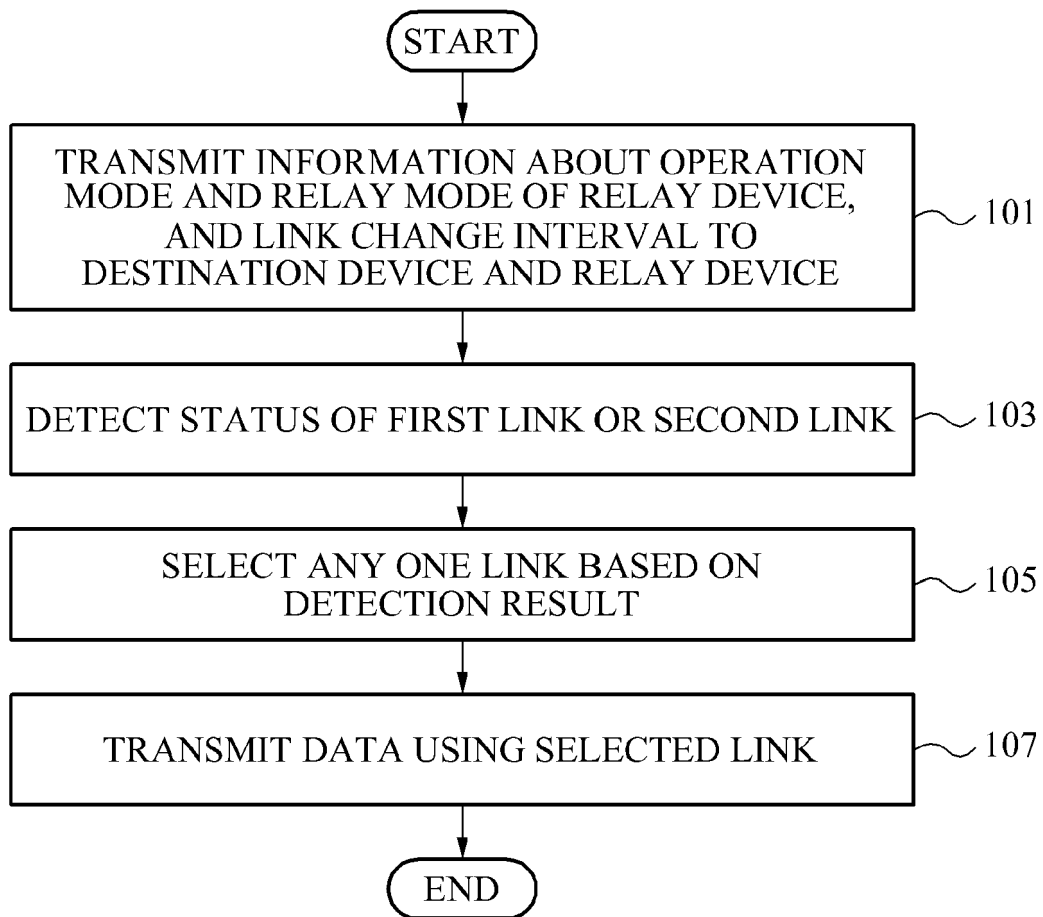 START
TRANSMIT INFORMATION ABOUT OPERATION
MODE AND RELAY MODE OF RELAY DEVICE,
AND LINK CHANGE INTERVAL TO
DESTINATION DEVICE AND RELAY DEVICE
101
DETECT STATUS OF FIRST LINK OR SECOND LINK
103
SELECT ANY ONE LINK BASED ON
DETECTION RESULT
105
TRANSMIT DATA USING SELECTED LINK
107
END